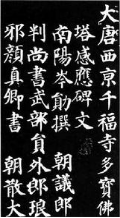 大唐西京千福寺多寶佛
塔感應碑文
南陽岑勛撰　朝議郎
判尚書武部員外郎琅
邪顏真卿書　朝散大